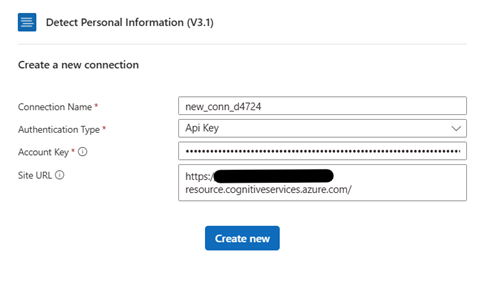 Detect Personal Information (V3.1)
Create a new connection
Connection Name *
new_conn_d4724
Authentication Type *
Api Key
Account Key *
••••••••••••••••••••••••••••••••••••••••••••••••••••••••••••••
Site URL
https:/
resource.cognitiveservices.azure.com/
Create new